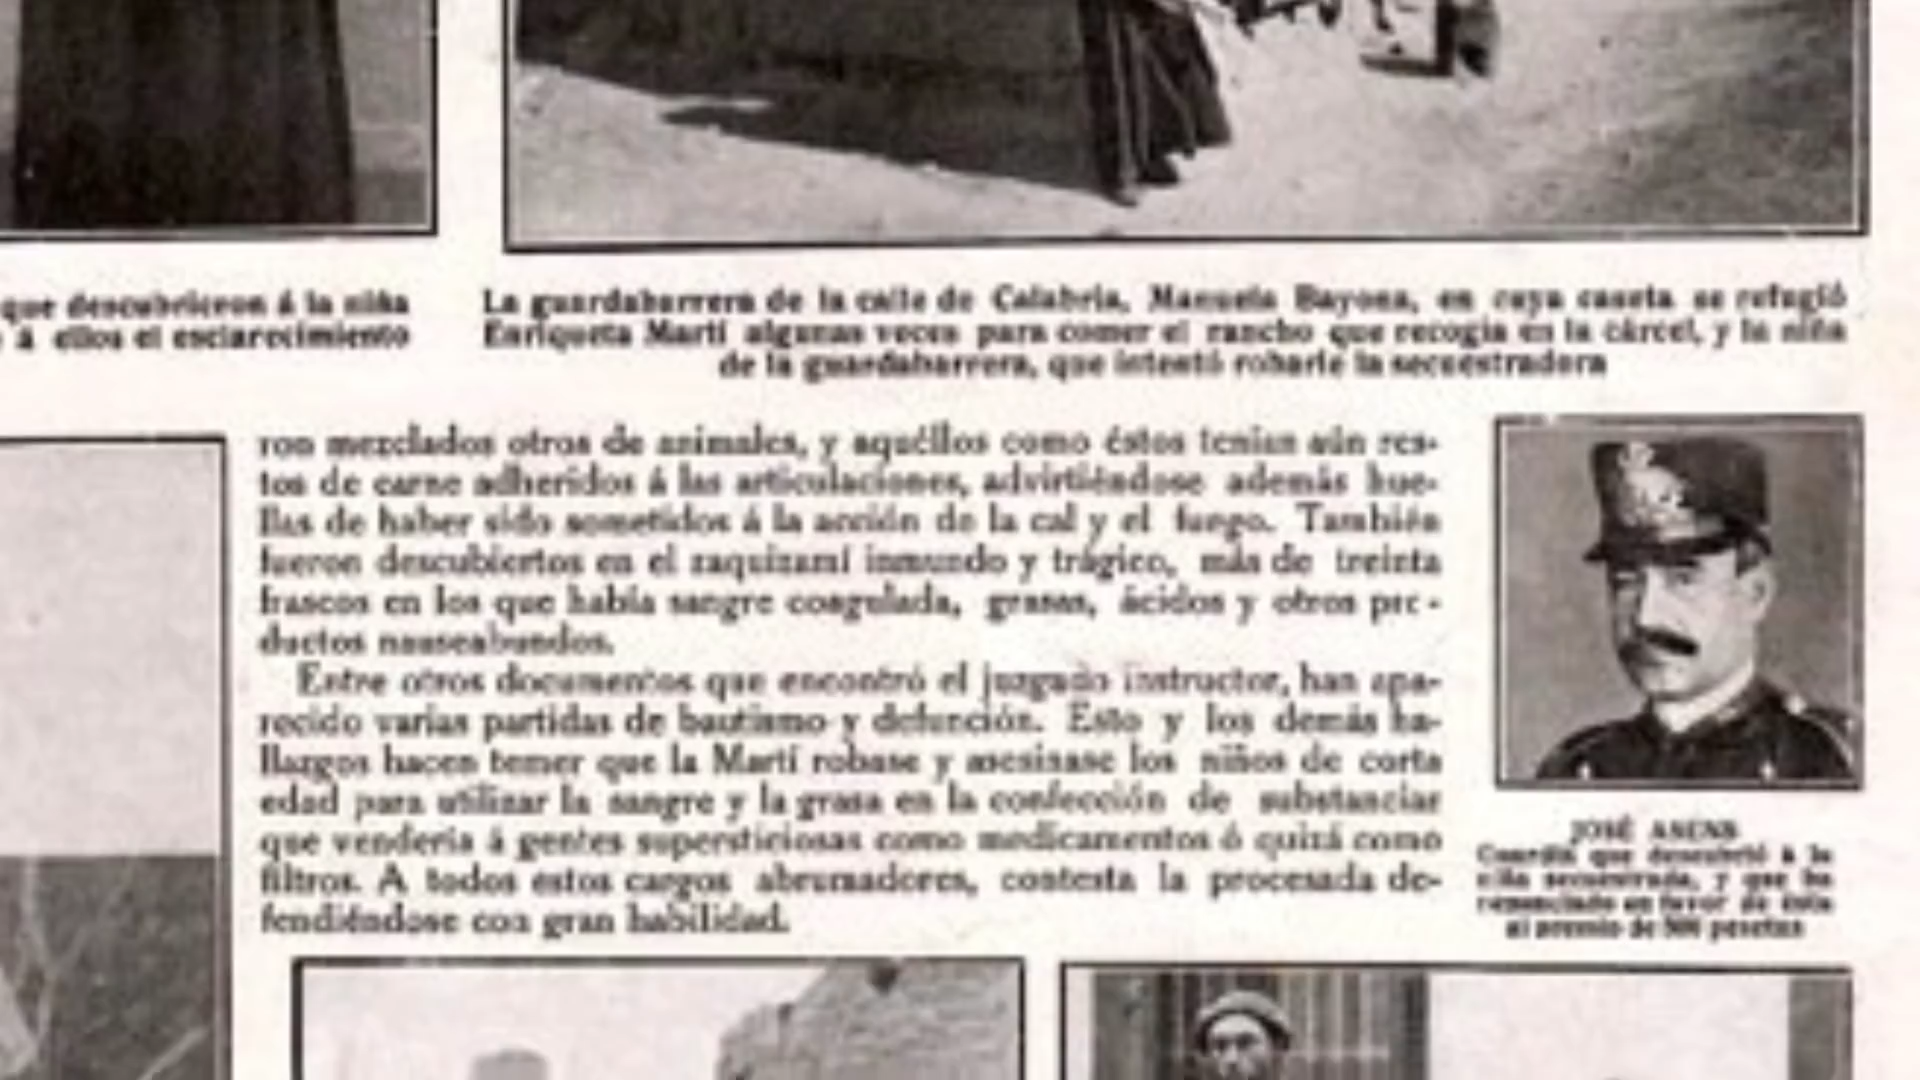 que descubrieron á la niña
á ellos el esclarecimiento
La guardabarrera de la calle de Calabria, Manuela Bayona, en cuya caseta se refugió
Enriqueta Martí algunas veces para comer el rancho que recogía en la cárcel, y la niña
de la guardabarrera, que intentó robarle la secuestradora
ron mezclados otros de animales, y aquéllos como éstos tenían aún res-
tos de carne adheridos á las articulaciones, advirtiéndose además hue-
llas de haber sido sometidos á la acción de la cal y el fuego. También
fueron descubiertos en el zaquizamí inmundo y trágico, más de treinta
frascos en los que había sangre coagulada, grasas, ácidos y otros pro-
ductos nauseabundos.
Entre otros documentos que encontró el juzgado instructor, han apa-
recido varias partidas de bautismo y defunción. Esto y los demás ha-
llazgos hacen temer que la Martí robase y asesinase los niños de corta
edad para utilizar la sangre y la grasa en la confección de substancias
que vendería á gentes supersticiosas como medicamentos ó quizá como
filtros. A todos estos cargos abrumadores, contesta la procesada de-
fendiéndose con gran habilidad.
JOSÉ ASENS
Guardia que descubrió á la
niña secuestrada, y que ha
renunciado en favor de ésta
al premio de 500 pesetas